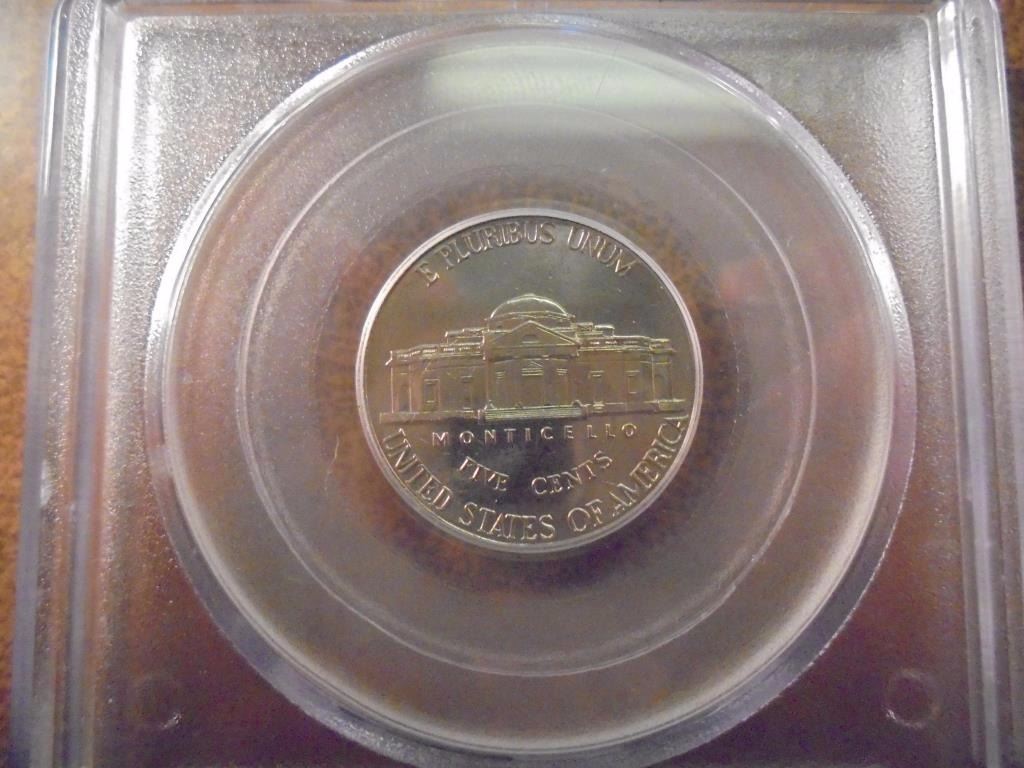 E PLURIBUS UNUM
MONTICELLO
FIVE CENTS
UNITED STATES OF AMERICA